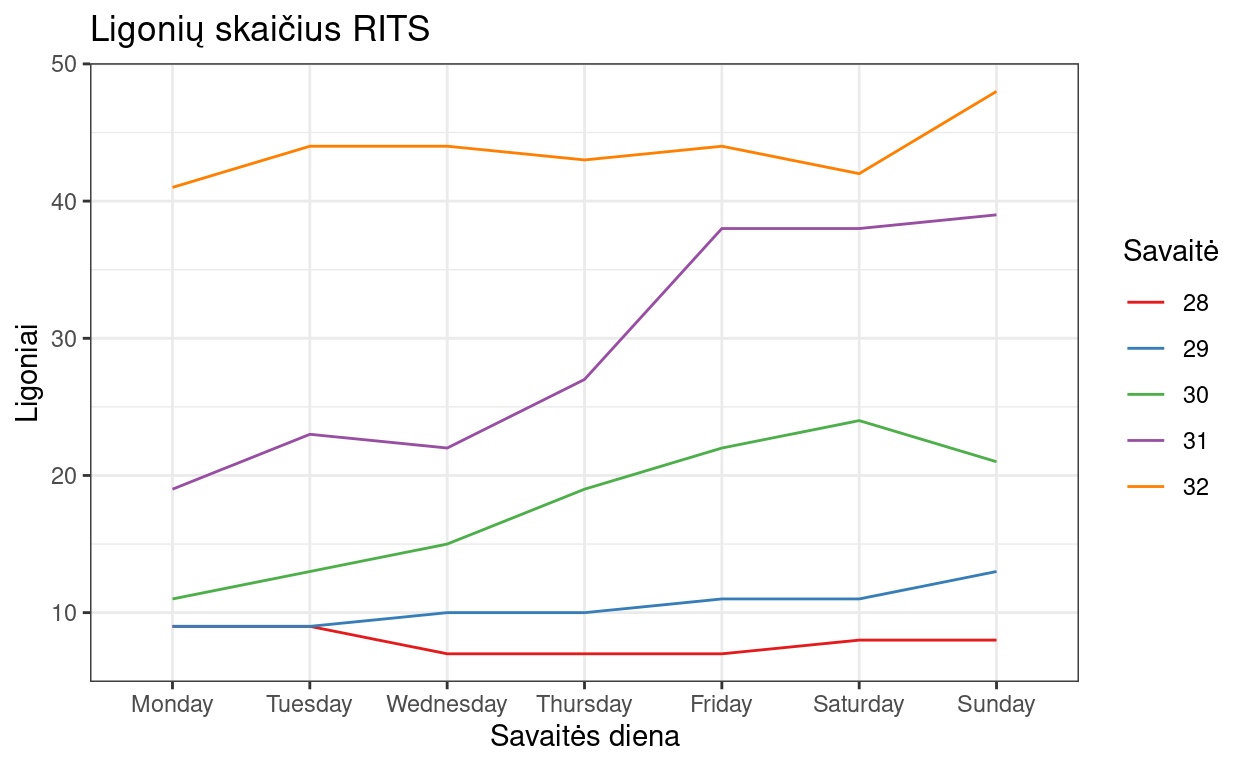 Ligonių skaičius RITS
50
40
30
20
10
Ligoniai
Monday Tuesday Wednesday Thursday Friday Saturday Sunday
Savaitės diena
Savaitė
28
29
30
31
32